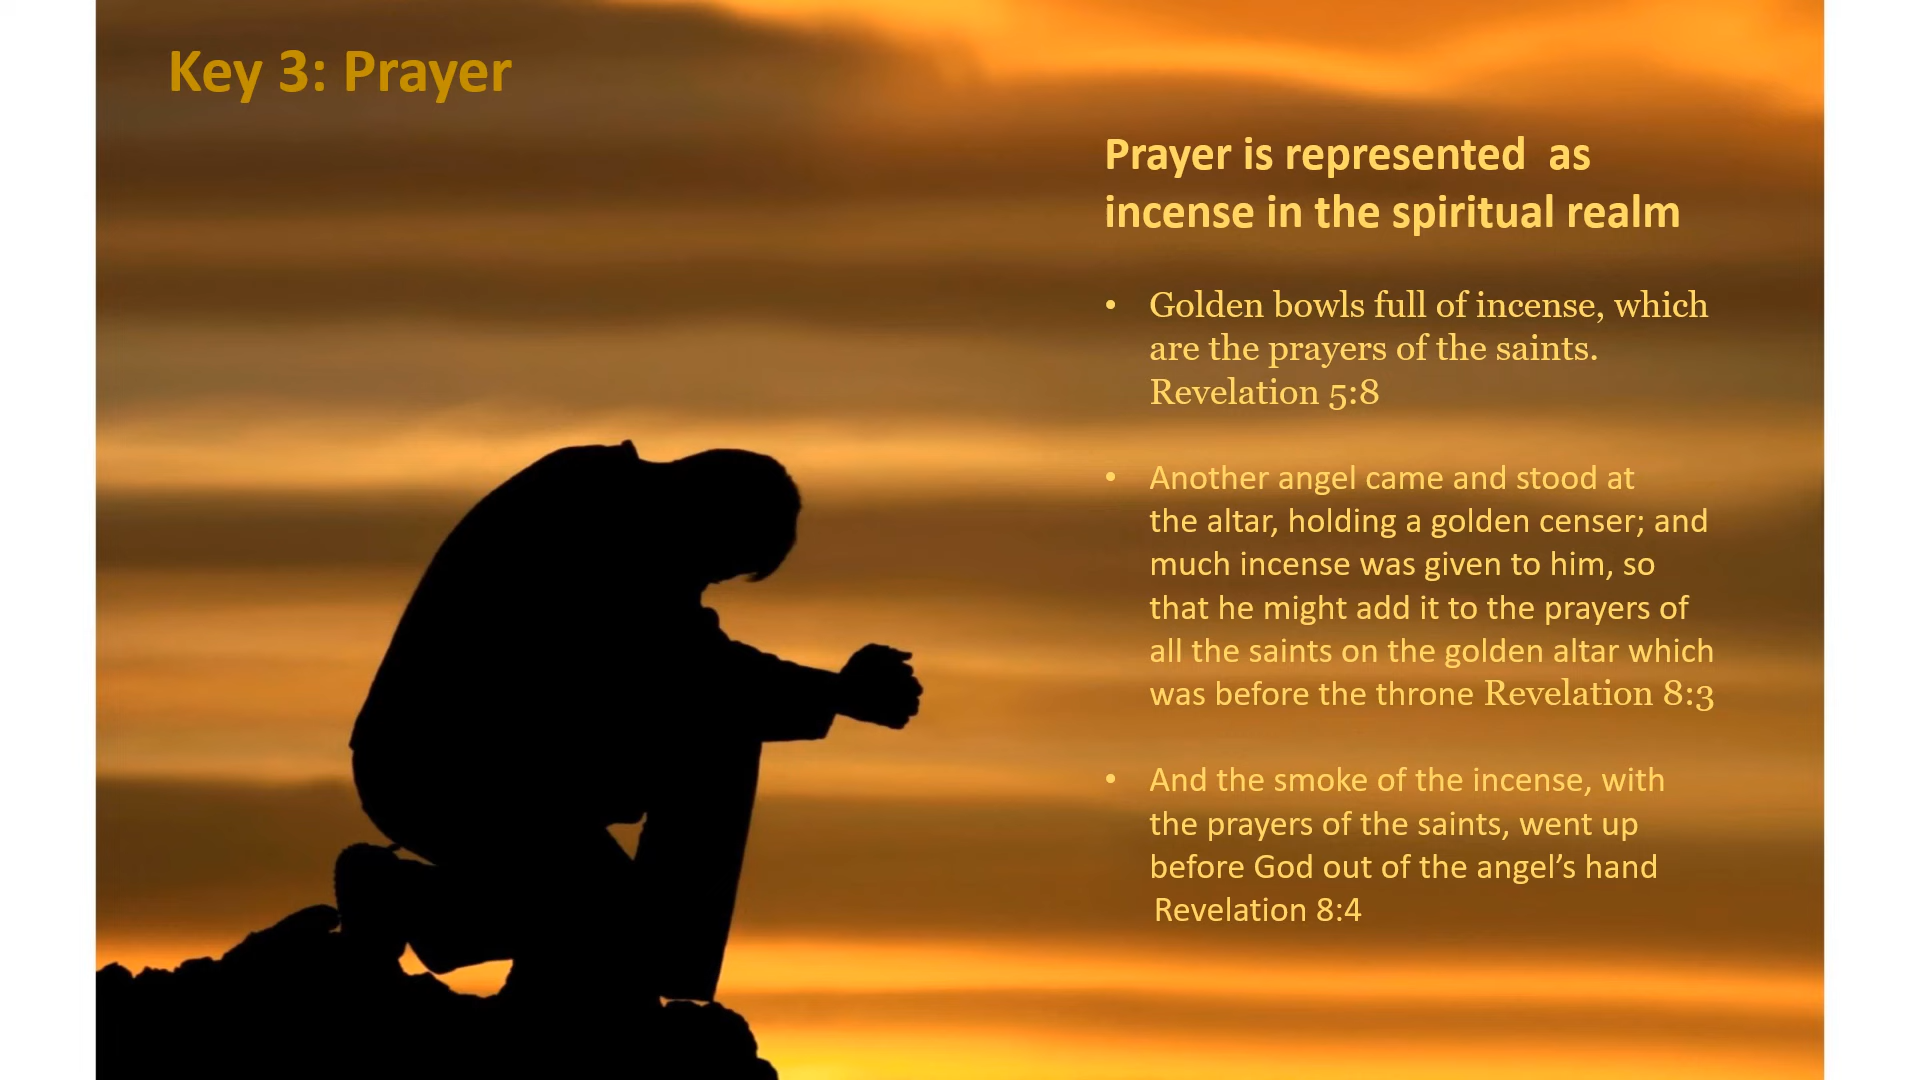 Key 3: Prayer
Prayer is represented  as
incense in the spiritual realm
• Golden bowls full of incense, which
are the prayers of the saints.
Revelation 5:8
• Another angel came and stood at
the altar, holding a golden censer; and
much incense was given to him, so
that he might add it to the prayers of
all the saints on the golden altar which
was before the throne Revelation 8:3
• And the smoke of the incense, with
the prayers of the saints, went up
before God out of the angel’s hand
Revelation 8:4